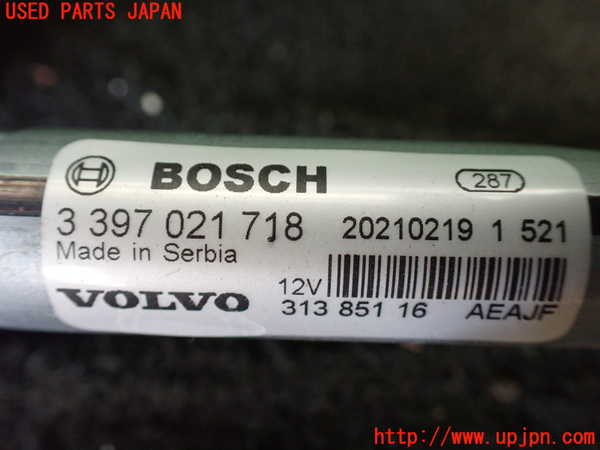 USED PARTS JAPAN
BOSCH 287
3 397 021 718 20210219 1 521
Made in Serbia
12V
VOLVO 313 851 16 AEAJF
http://www.upjpn.com